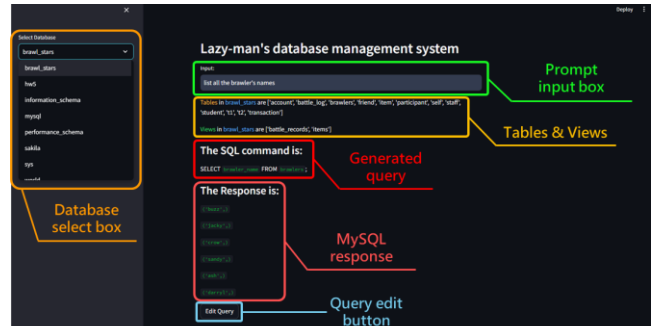 ×
Deploy
Select Database
brawl_stars
brawl_stars
hw5
information_schema
mysql
performance_schema
sakila
sys
world
Database
select box
Lazy-man's database management system
Input:
list all the brawler's names
Prompt
input box
Tables in brawl_stars are ['account', 'battle_log', 'brawlers', 'friend', 'item', 'participant', 'self', 'staff',
'student', 't1', 't2', 'transaction']
Views in brawl_stars are ['battle_records', 'items']
Tables & Views
The SQL command is:
SELECT brawler_name FROM brawlers;
Generated
query
The Response is:
('jacky',)
('sandy',)
('darryl',)
MySQL
response
Edit Query
Query edit
button